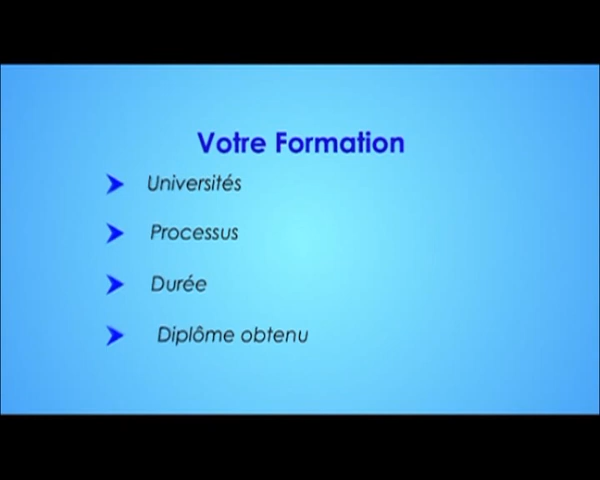 Votre Formation
Universités
Processus
Durée
Diplôme obtenu